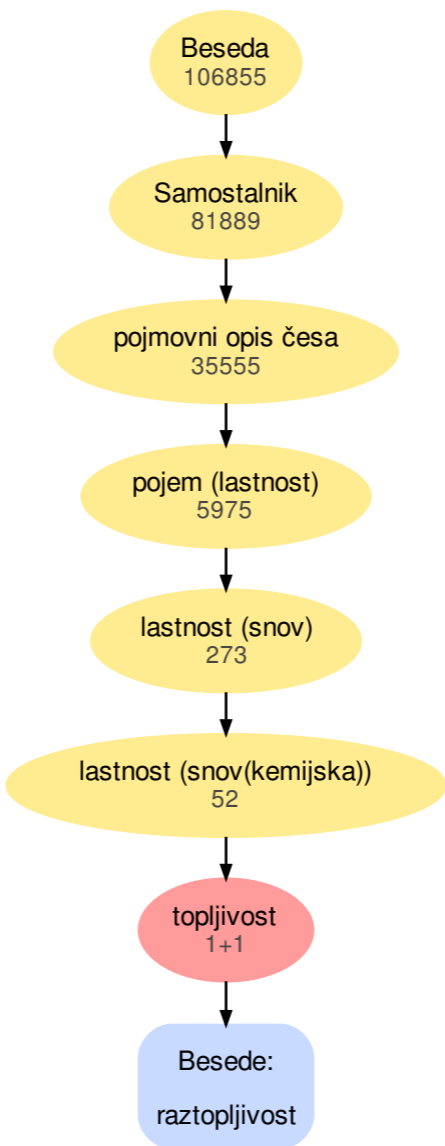 Beseda
106855
Samostalnik
81889
pojmovni opis česa
35555
pojem (lastnost)
5975
lastnost (snov)
273
lastnost (snov(kemijska))
52
topljivost
1+1
Besede:
raztopljivost